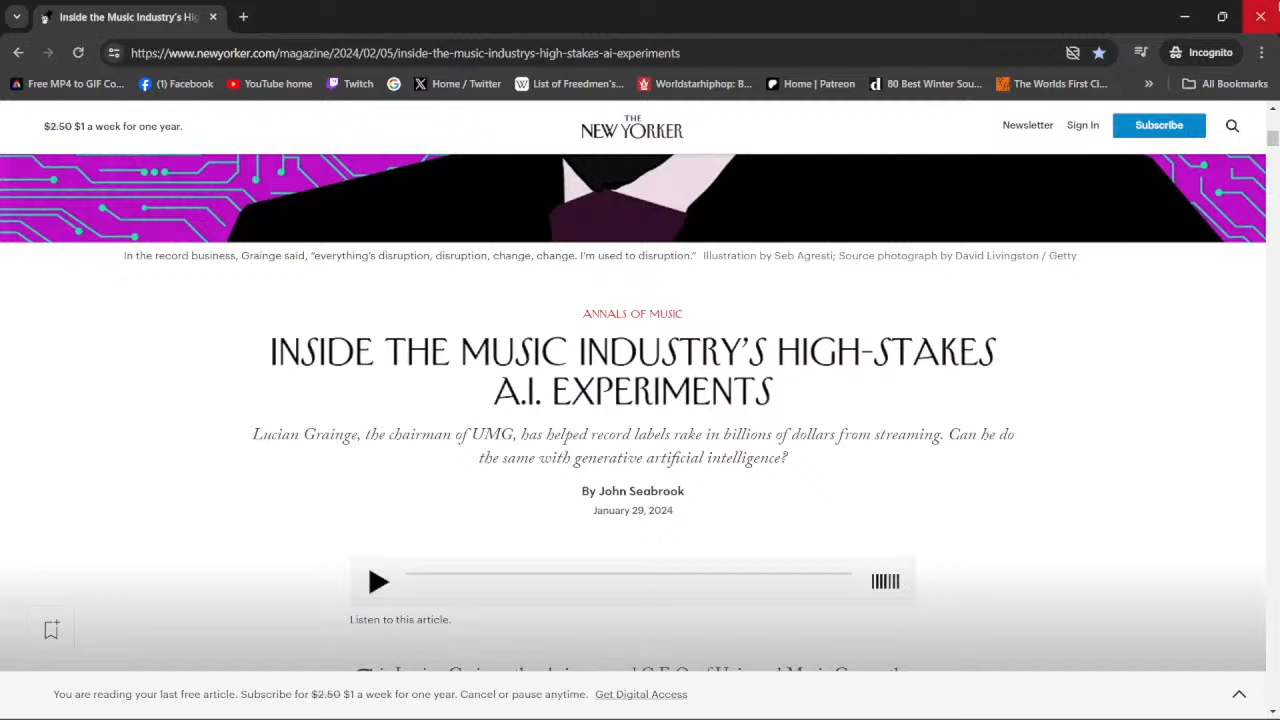 Inside the Music Industry's Hig
https://www.newyorker.com/magazine/2024/02/05/inside-the-music-industrys-high-stakes-ai-experiments
Incognito
Free MP4 to GIF Co... (1) Facebook YouTube home Twitch Home / Twitter List of Freedmen's... Worldstarhiphop: B... Home | Patreon 80 Best Winter Sou... The Worlds First Cl... All Bookmarks
$2.50 $1 a week for one year.
THE
NEW YORKER
Newsletter Sign In Subscribe
In the record business, Grainge said, “everything’s disruption, disruption, change, change. I’m used to disruption.” Illustration by Seb Agresti; Source photograph by David Livingston / Getty
ANNALS OF MUSIC
INSIDE THE MUSIC INDUSTRY’S HIGH-STAKES
A.I. EXPERIMENTS
Lucian Grainge, the chairman of UMG, has helped record labels rake in billions of dollars from streaming. Can he do
the same with generative artificial intelligence?
By John Seabrook
January 29, 2024
Listen to this article.
You are reading your last free article. Subscribe for $2.50 $1 a week for one year. Cancel or pause anytime. Get Digital Access